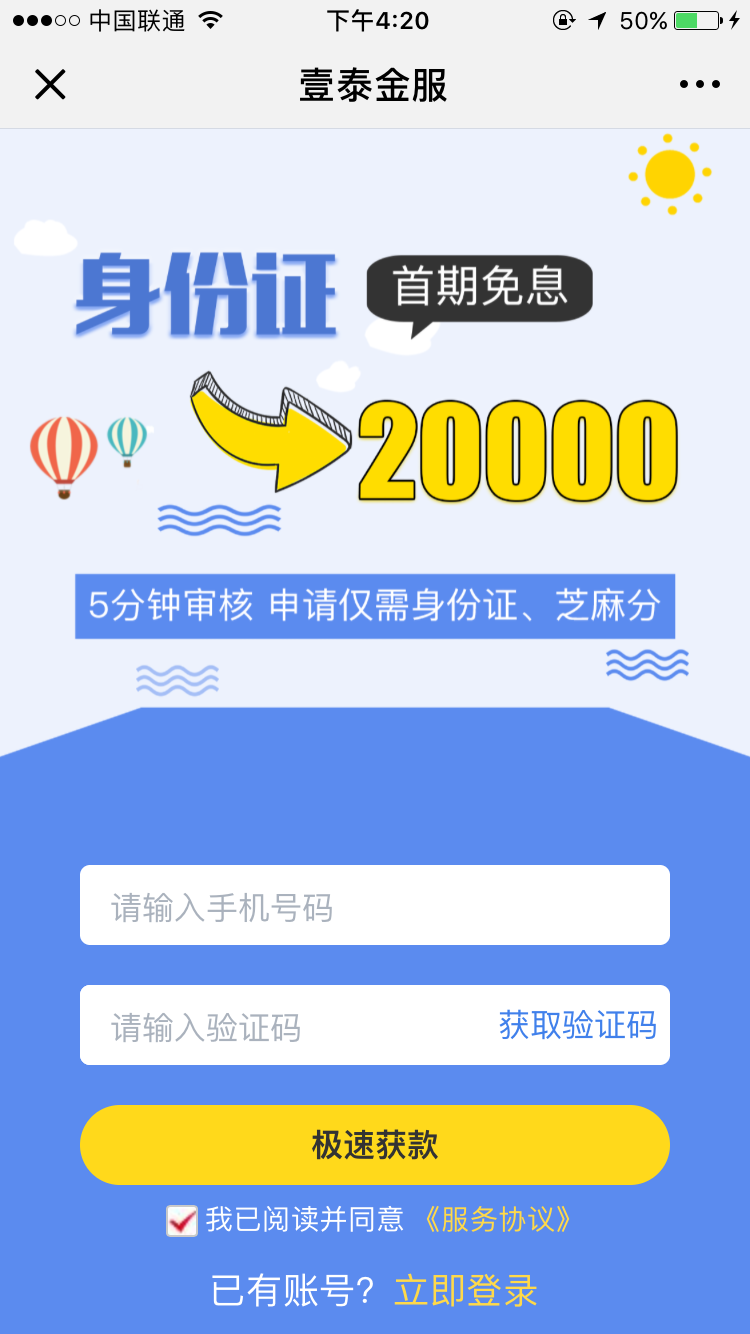 中国联通 下午4:20 50%
壹泰金服
身份证 首期免息
20000
5分钟审核 申请仅需身份证、芝麻分
请输入手机号码
请输入验证码 获取验证码
极速获款
我已阅读并同意 《服务协议》
已有账号? 立即登录